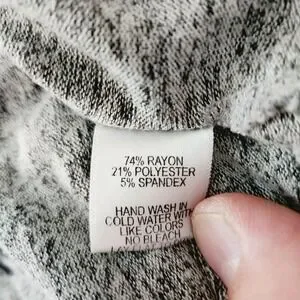 74% RAYON
21% POLYESTER
5% SPANDEX
HAND WASH IN
COLD WATER WITH
LIKE COLORS
NO BLEACH